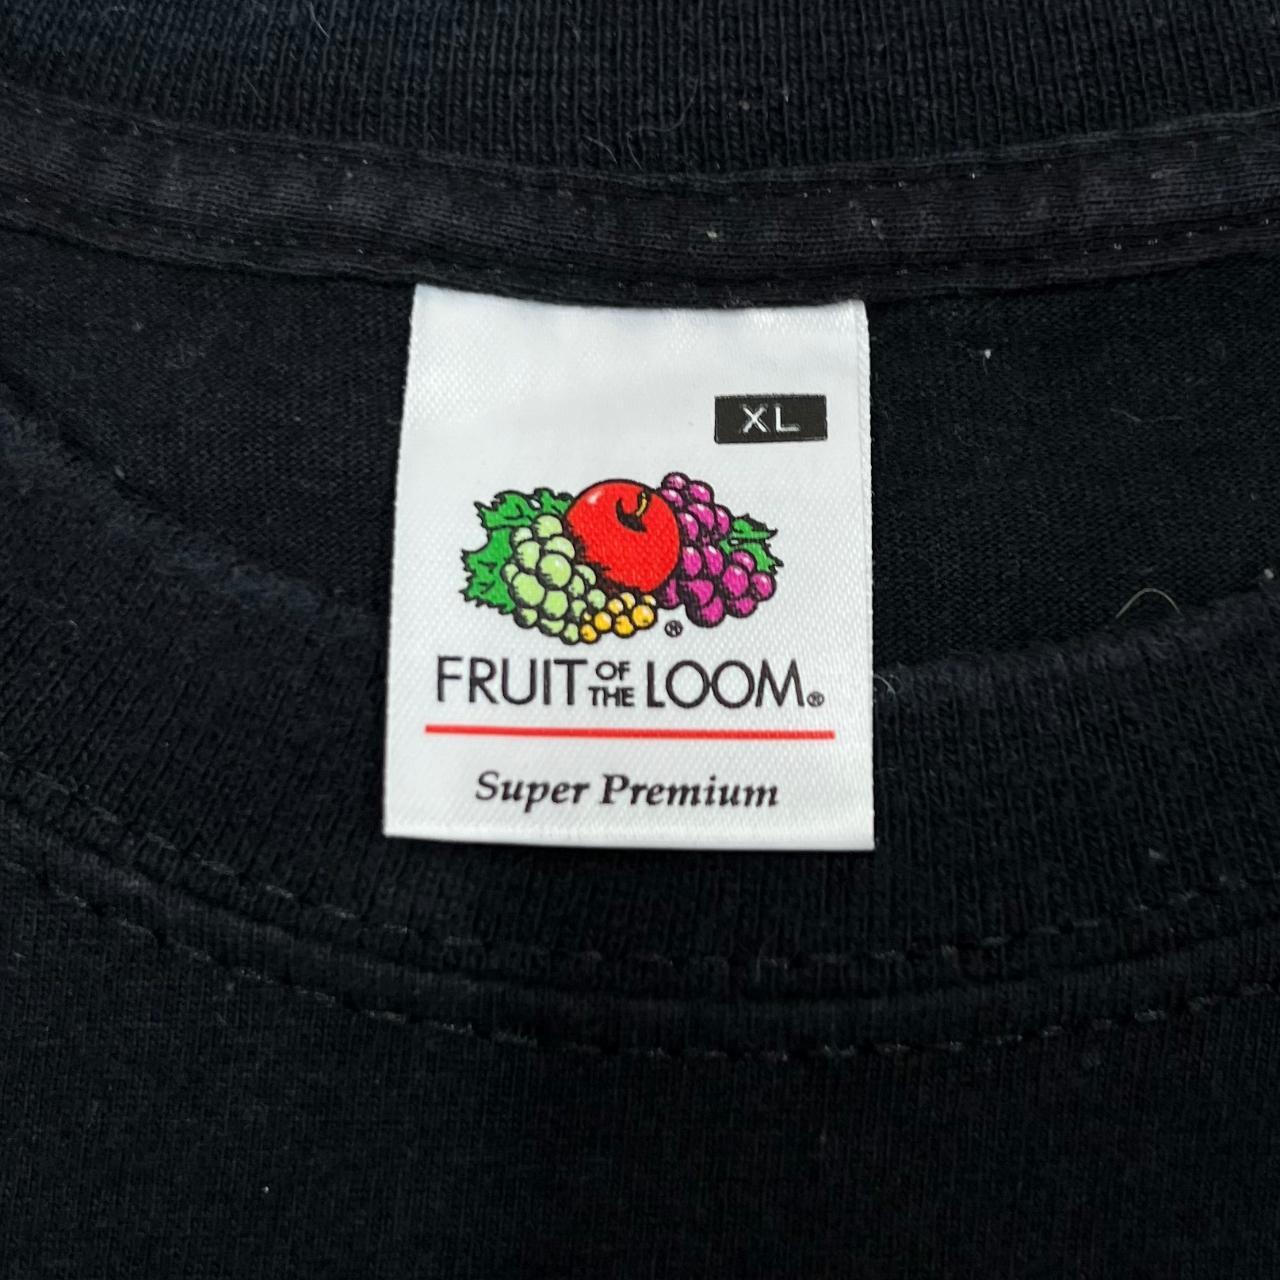 XL
®
FRUIT OF THE LOOM®
Super Premium